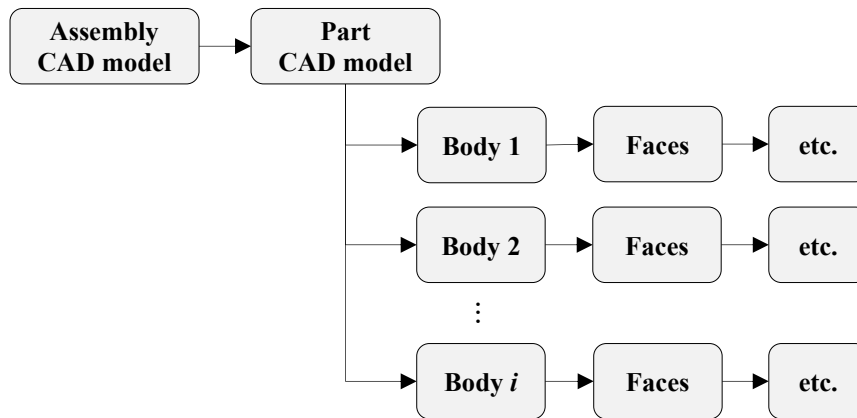 Assembly
CAD model
Part
CAD model
Body 1
Faces
etc.
Body 2
Faces
etc.
⋮
Body i
Faces
etc.